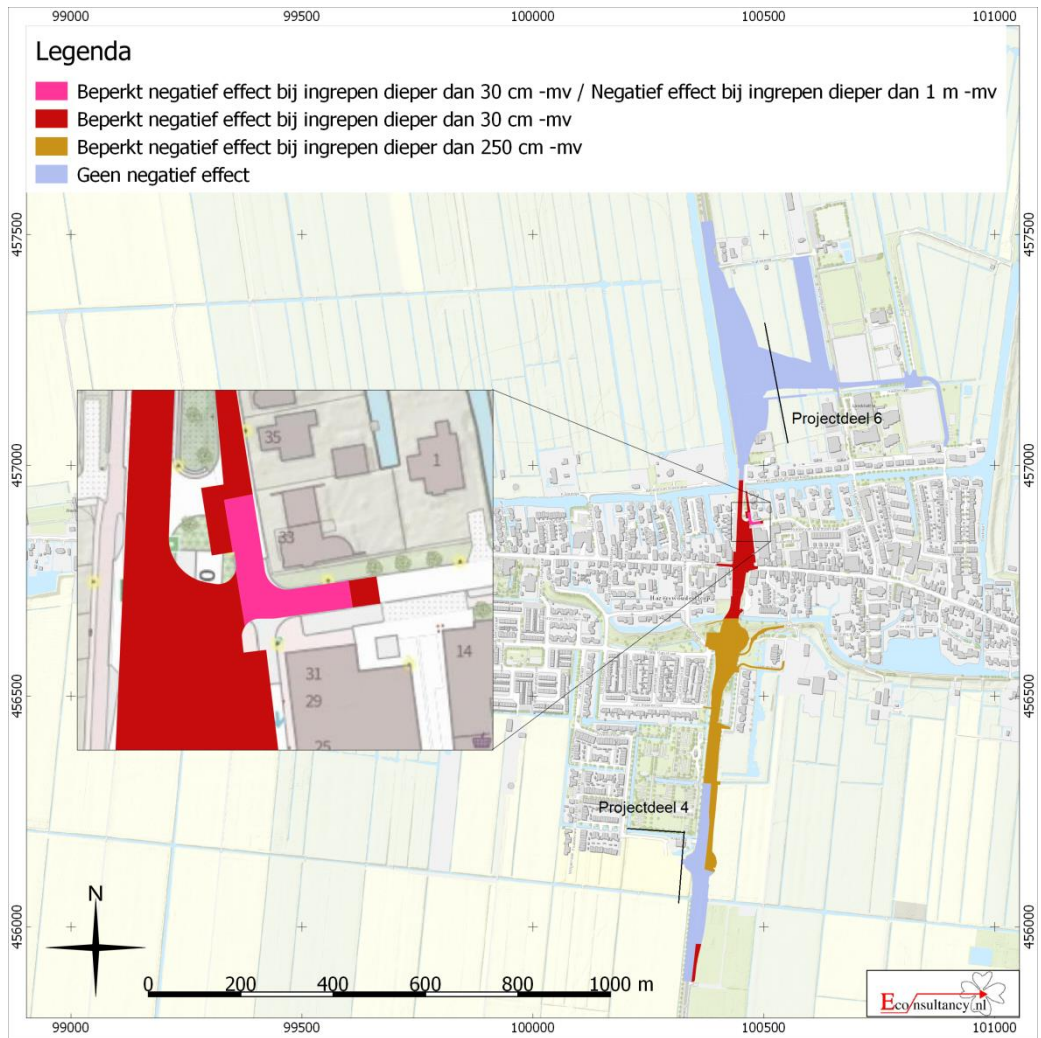 99000 99500 100000 100500 101000
Legenda
Beperkt negatief effect bij ingrepen dieper dan 30 cm -mv / Negatief effect bij ingrepen dieper dan 1 m -mv
Beperkt negatief effect bij ingrepen dieper dan 30 cm -mv
Beperkt negatief effect bij ingrepen dieper dan 250 cm -mv
Geen negatief effect
457500 457500
Projectdeel 6
457000 457000
35
1
33
0
31
29
25
14
456500 456500
Projectdeel 4
456000 456000
N
0 200 400 600 800 1000 m
Econsultancy.nl
99000 99500 100000 100500 101000